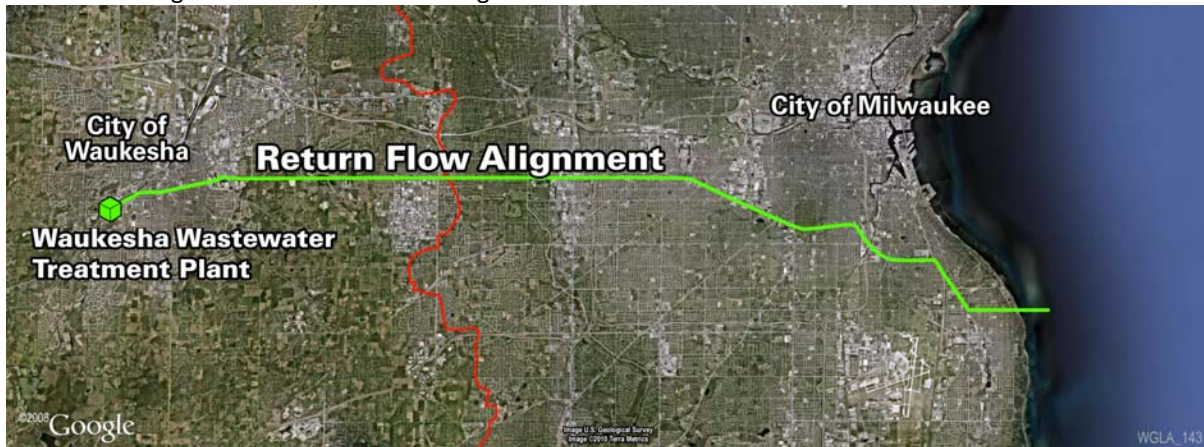 City of
Waukesha
City of Milwaukee
Return Flow Alignment
Waukesha Wastewater
Treatment Plant
©2008 Google
Image U.S. Geological Survey
Image ©2010 Terra Metrics